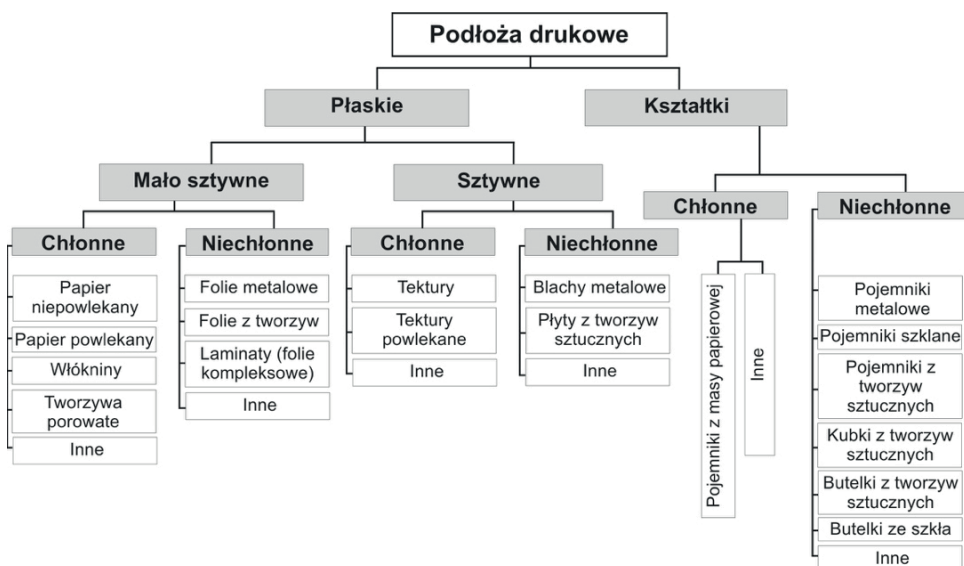 Podłoża drukowe
Płaskie
Kształtki
Mało sztywne
Sztywne
Chłonne
Niechłonne
Chłonne
Niechłonne
Chłonne
Niechłonne
Papier
niepowlekany
Papier powlekany
Włókniny
Tworzywa
porowate
Inne
Folie metalowe
Folie z tworzyw
Laminaty (folie
kompleksowe)
Inne
Tektury
Tektury
powlekane
Inne
Blachy metalowe
Płyty z tworzyw
sztucznych
Inne
Pojemniki z masy papierowej
Inne
Pojemniki
metalowe
Pojemniki szklane
Pojemniki z
tworzyw
sztucznych
Kubki z tworzyw
sztucznych
Butelki z tworzyw
sztucznych
Butelki ze szkła
Inne